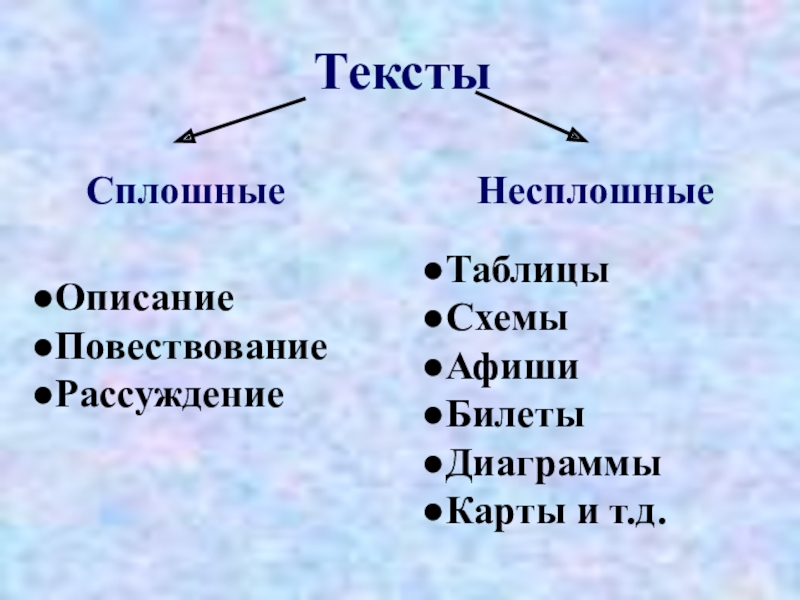 Тексты
Сплошные
Несплошные
●Описание
●Повествование
●Рассуждение
●Таблицы
●Схемы
●Афиши
●Билеты
●Диаграммы
●Карты и т.д.